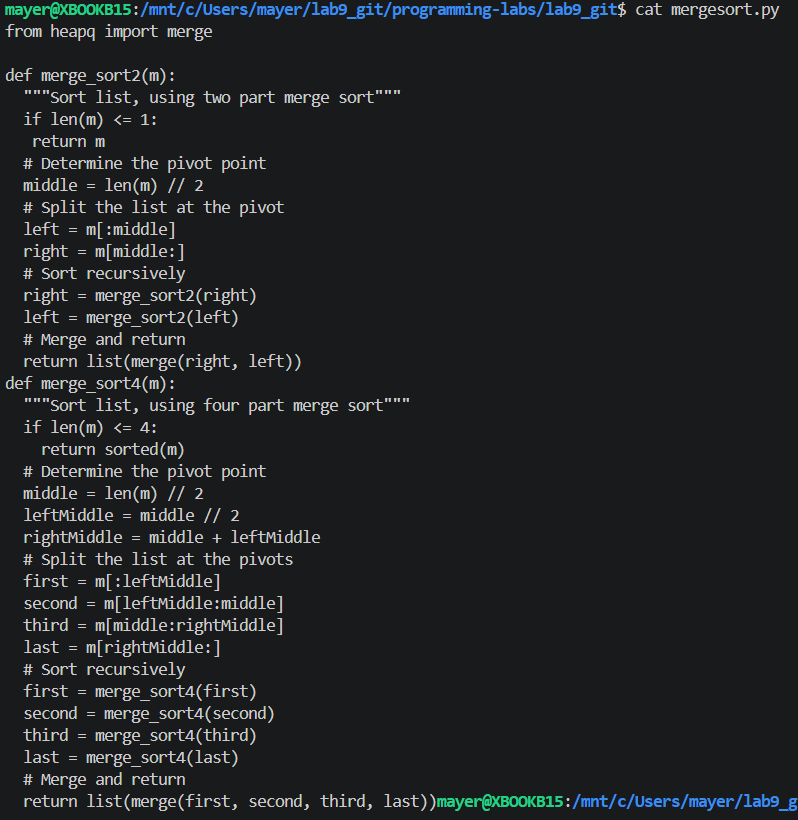 mayer@XBOOKB15:/mnt/c/Users/mayer/lab9_git/programming-labs/lab9_git$ cat mergesort.py
from heapq import merge

def merge_sort2(m):
  """Sort list, using two part merge sort"""
  if len(m) <= 1:
   return m
  # Determine the pivot point
  middle = len(m) // 2
  # Split the list at the pivot
  left = m[:middle]
  right = m[middle:]
  # Sort recursively
  right = merge_sort2(right)
  left = merge_sort2(left)
  # Merge and return
  return list(merge(right, left))
def merge_sort4(m):
  """Sort list, using four part merge sort"""
  if len(m) <= 4:
    return sorted(m)
  # Determine the pivot point
  middle = len(m) // 2
  leftMiddle = middle // 2
  rightMiddle = middle + leftMiddle
  # Split the list at the pivots
  first = m[:leftMiddle]
  second = m[leftMiddle:middle]
  third = m[middle:rightMiddle]
  last = m[rightMiddle:]
  # Sort recursively
  first = merge_sort4(first)
  second = merge_sort4(second)
  third = merge_sort4(third)
  last = merge_sort4(last)
  # Merge and return
  return list(merge(first, second, third, last))mayer@XBOOKB15:/mnt/c/Users/mayer/lab9_g